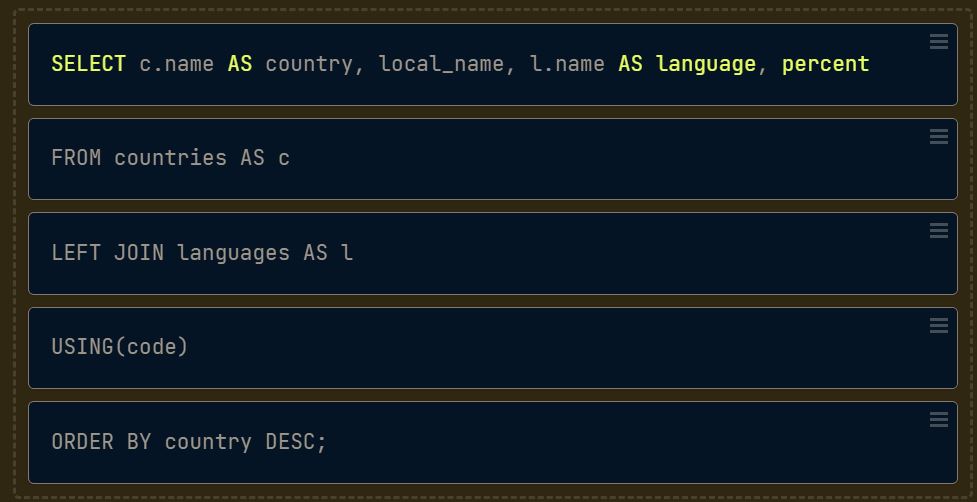 SELECT c.name AS country, local_name, l.name AS language, percent
FROM countries AS c
LEFT JOIN languages AS l
USING(code)
ORDER BY country DESC;